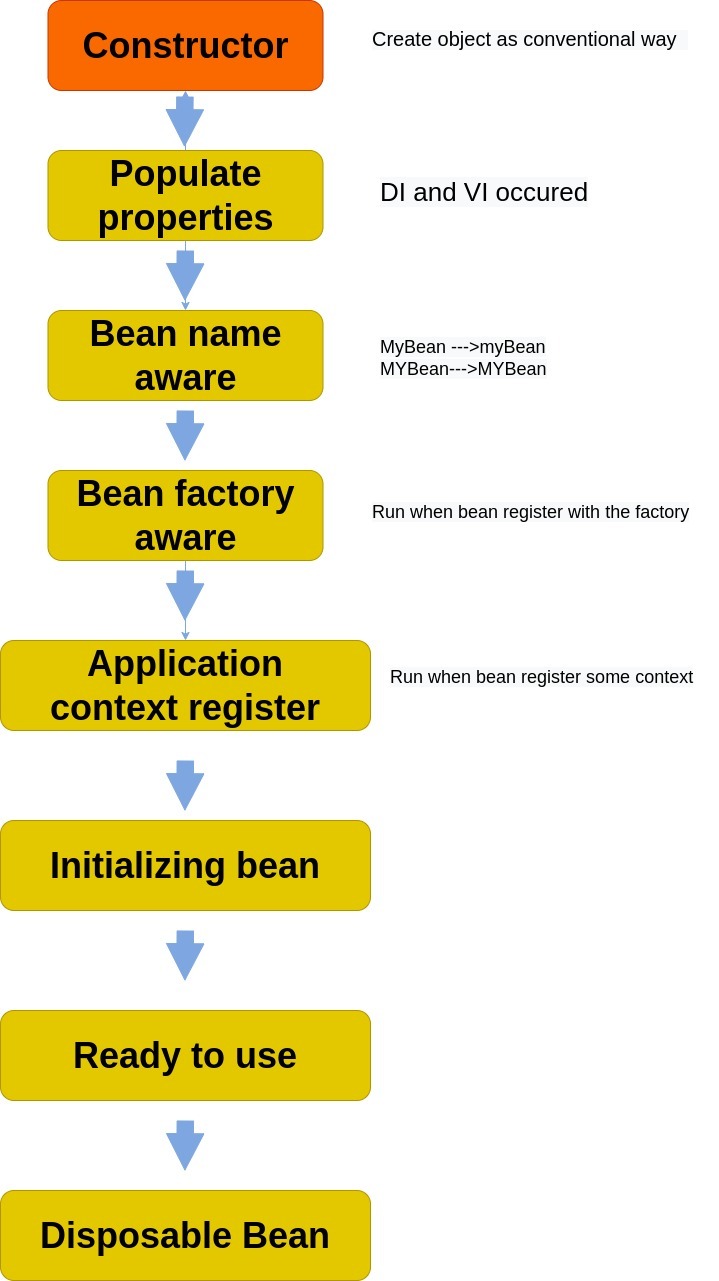 Constructor
Create object as conventional way
Populate
properties
DI and VI occured
Bean name
aware
MyBean --->myBean
MYBean--->MYBean
Bean factory
aware
Run when bean register with the factory
Application
context register
Run when bean register some context
Initializing bean
Ready to use
Disposable Bean